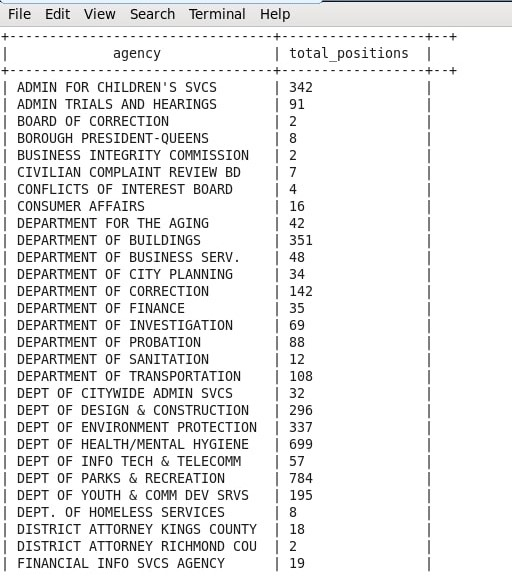 File Edit View Search Terminal Help
+---------------------------------+------------------+--+
| agency | total_positions |
+---------------------------------+------------------+--+
| ADMIN FOR CHILDREN'S SVCS | 342 |
| ADMIN TRIALS AND HEARINGS | 91 |
| BOARD OF CORRECTION | 2 |
| BOROUGH PRESIDENT-QUEENS | 8 |
| BUSINESS INTEGRITY COMMISSION | 2 |
| CIVILIAN COMPLAINT REVIEW BD | 7 |
| CONFLICTS OF INTEREST BOARD | 4 |
| CONSUMER AFFAIRS | 16 |
| DEPARTMENT FOR THE AGING | 42 |
| DEPARTMENT OF BUILDINGS | 351 |
| DEPARTMENT OF BUSINESS SERV. | 48 |
| DEPARTMENT OF CITY PLANNING | 34 |
| DEPARTMENT OF CORRECTION | 142 |
| DEPARTMENT OF FINANCE | 35 |
| DEPARTMENT OF INVESTIGATION | 69 |
| DEPARTMENT OF PROBATION | 88 |
| DEPARTMENT OF SANITATION | 12 |
| DEPARTMENT OF TRANSPORTATION | 108 |
| DEPT OF CITYWIDE ADMIN SVCS | 32 |
| DEPT OF DESIGN & CONSTRUCTION | 296 |
| DEPT OF ENVIRONMENT PROTECTION | 337 |
| DEPT OF HEALTH/MENTAL HYGIENE | 699 |
| DEPT OF INFO TECH & TELECOMM | 57 |
| DEPT OF PARKS & RECREATION | 784 |
| DEPT OF YOUTH & COMM DEV SRVS | 195 |
| DEPT. OF HOMELESS SERVICES | 8 |
| DISTRICT ATTORNEY KINGS COUNTY | 18 |
| DISTRICT ATTORNEY RICHMOND COU | 2 |
| FINANCIAL INFO SVCS AGENCY | 19 |